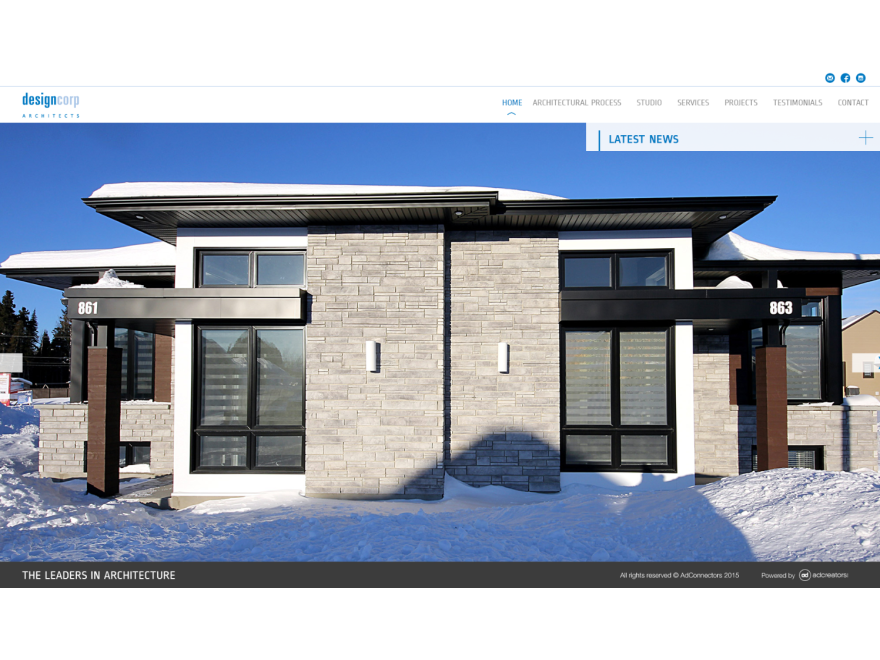 designcorp
ARCHITECTS
HOME ARCHITECTURAL PROCESS STUDIO SERVICES PROJECTS TESTIMONIALS CONTACT
LATEST NEWS
861
863
THE LEADERS IN ARCHITECTURE
All rights reserved © AdConnectors 2015
Powered by ad adcreators